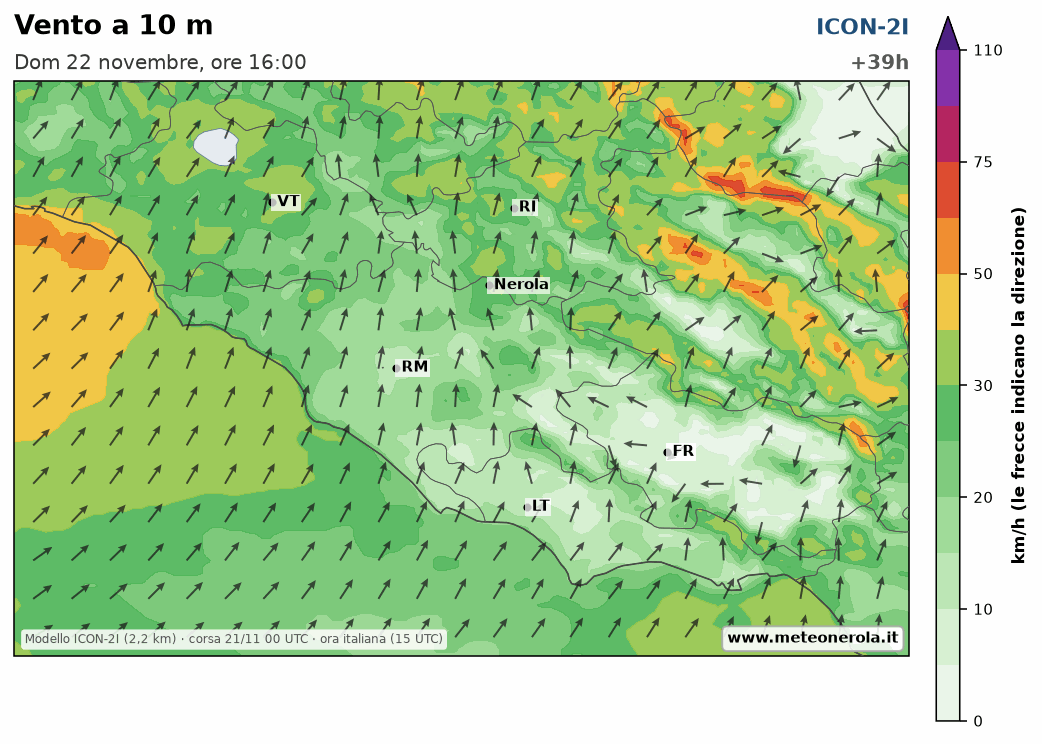 Vento a 10 m
ICON-2I
Dom 22 novembre, ore 16:00
+39h
110
75
50
30
20
10
0
km/h (le frecce indicano la direzione)
VT
RI
Nerola
RM
FR
LT
Modello ICON-2I (2,2 km) · corsa 21/11 00 UTC · ora italiana (15 UTC)
www.meteonerola.it